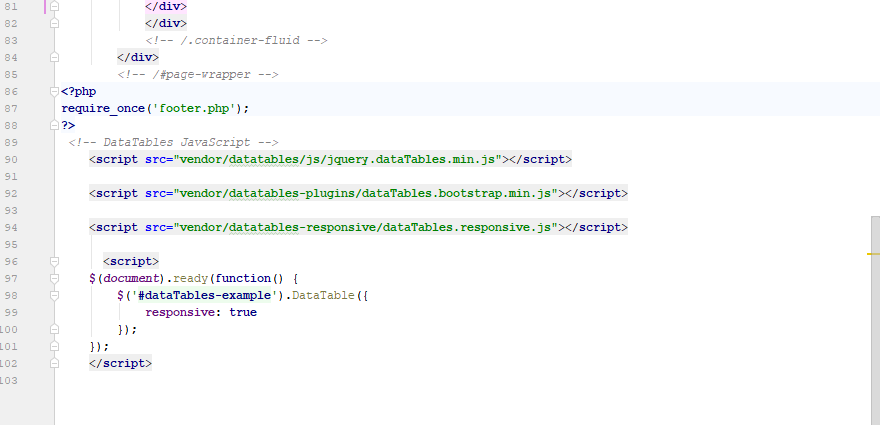 81 </div>
82 </div>
83 <!-- /.container-fluid -->
84 </div>
85 <!-- /#page-wrapper -->
86 <?php
87 require_once('footer.php');
88 ?>
89 <!-- DataTables JavaScript -->
90 <script src="vendor/datatables/js/jquery.dataTables.min.js"></script>
91
92 <script src="vendor/datatables-plugins/dataTables.bootstrap.min.js"></script>
93
94 <script src="vendor/datatables-responsive/dataTables.responsive.js"></script>
95
96 <script>
97 $(document).ready(function() {
98 $('#dataTables-example').DataTable({
99 responsive: true
100 });
101 });
102 </script>
103